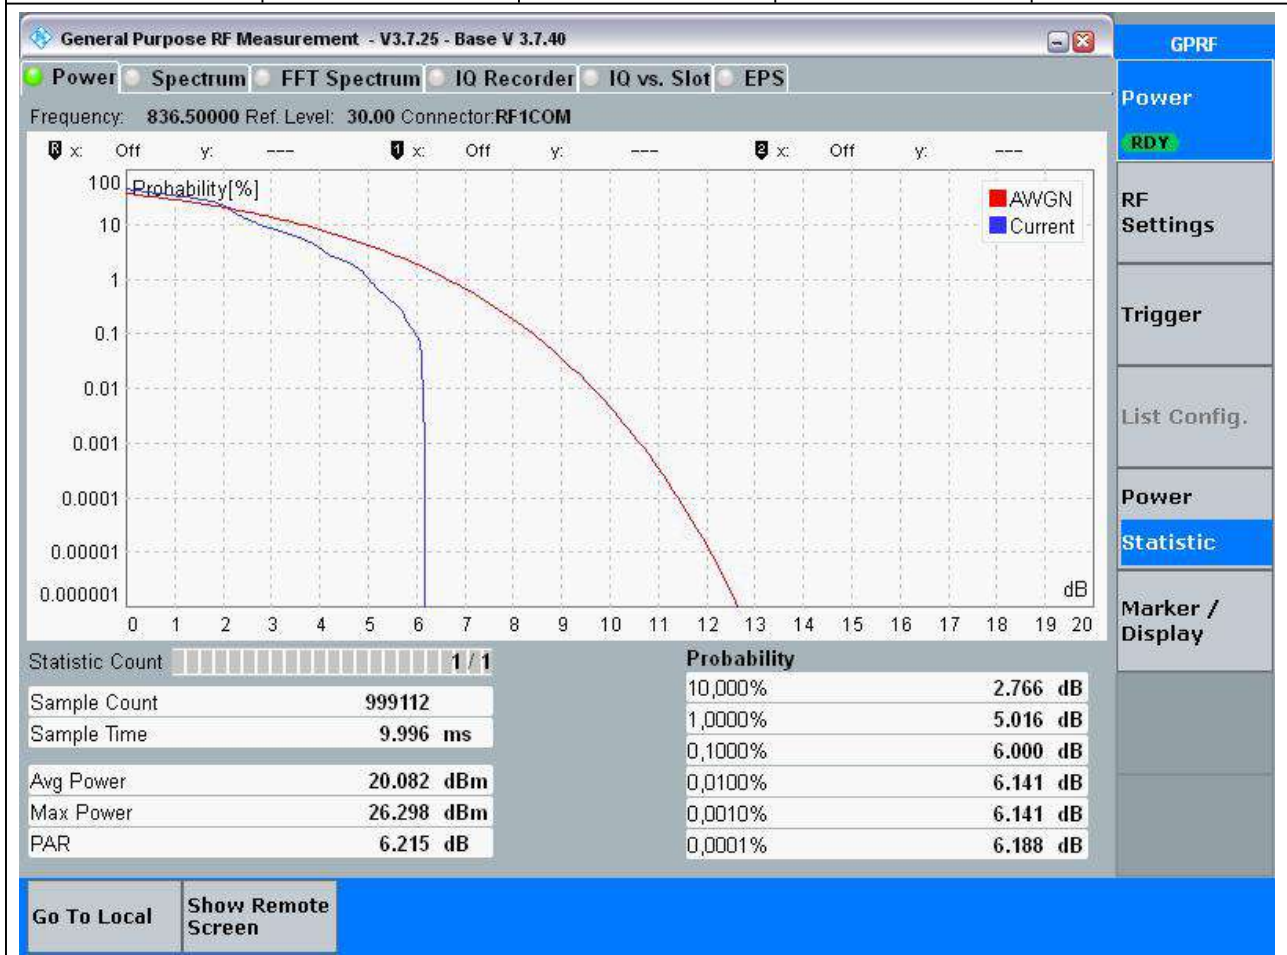 General Purpose RF Measurement - V3.7.25 - Base V 3.7.40
GPRF
Power Spectrum FFT Spectrum IQ Recorder IQ vs. Slot EPS
Frequency: 836.50000 Ref. Level: 30.00 Connector:RF1COM
Power
RDY
R x: Off y: --- 1 x: Off y: --- 2 x: Off y: ---
Probability[%]
AWGN
Current
100
10
1
0.1
0.01
0.001
0.0001
0.00001
0.000001
dB
0 1 2 3 4 5 6 7 8 9 10 11 12 13 14 15 16 17 18 19 20
RF
Settings
Trigger
List Config.
Power
Statistic
Marker /
Display
Statistic Count 1 / 1
Sample Count 999112
Sample Time 9.996 ms
Avg Power 20.082 dBm
Max Power 26.298 dBm
PAR 6.215 dB
Probability
10,000% 2.766 dB
1,0000% 5.016 dB
0,1000% 6.000 dB
0,0100% 6.141 dB
0,0010% 6.141 dB
0,0001% 6.188 dB
Go To Local
Show Remote
Screen